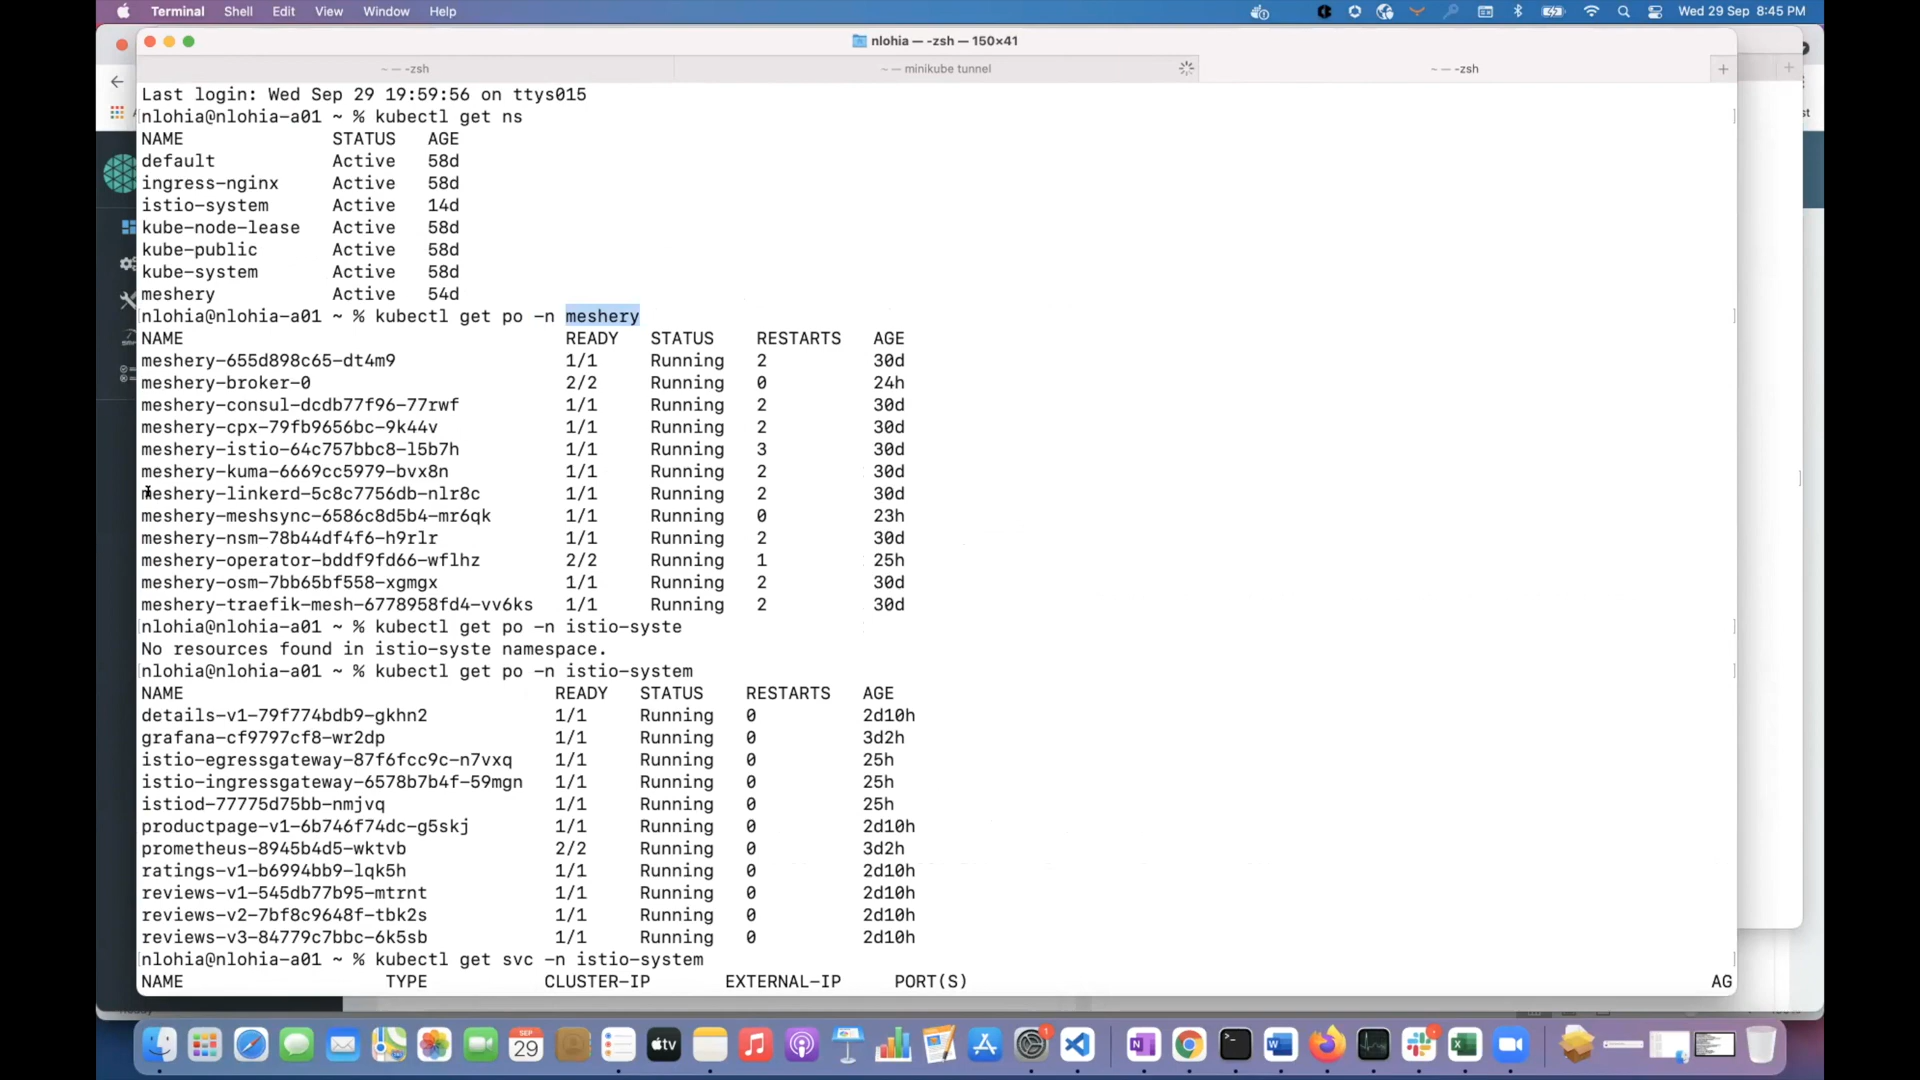 Terminal Shell Edit View Window Help
Wed 29 Sep 8:45 PM
nlohia — -zsh — 150×41
~ — -zsh
~ — minikube tunnel
~ — -zsh
Last login: Wed Sep 29 19:59:56 on ttys015
nlohia@nlohia-a01 ~ % kubectl get ns
NAME STATUS AGE
default Active 58d
ingress-nginx Active 58d
istio-system Active 14d
kube-node-lease Active 58d
kube-public Active 58d
kube-system Active 58d
meshery Active 54d
nlohia@nlohia-a01 ~ % kubectl get po -n meshery
NAME READY STATUS RESTARTS AGE
meshery-655d898c65-dt4m9 1/1 Running 2 30d
meshery-broker-0 2/2 Running 0 24h
meshery-consul-dcdb77f96-77rwf 1/1 Running 2 30d
meshery-cpx-79fb9656bc-9k44v 1/1 Running 2 30d
meshery-istio-64c757bbc8-l5b7h 1/1 Running 3 30d
meshery-kuma-6669cc5979-bvx8n 1/1 Running 2 30d
meshery-linkerd-5c8c7756db-nlr8c 1/1 Running 2 30d
meshery-meshsync-6586c8d5b4-mr6qk 1/1 Running 0 23h
meshery-nsm-78b44df4f6-h9rlr 1/1 Running 2 30d
meshery-operator-bddf9fd66-wflhz 2/2 Running 1 25h
meshery-osm-7bb65bf558-xgmgx 1/1 Running 2 30d
meshery-traefik-mesh-6778958fd4-vv6ks 1/1 Running 2 30d
nlohia@nlohia-a01 ~ % kubectl get po -n istio-syste
No resources found in istio-syste namespace.
nlohia@nlohia-a01 ~ % kubectl get po -n istio-system
NAME READY STATUS RESTARTS AGE
details-v1-79f774bdb9-gkhn2 1/1 Running 0 2d10h
grafana-cf9797cf8-wr2dp 1/1 Running 0 3d2h
istio-egressgateway-87f6fcc9c-n7vxq 1/1 Running 0 25h
istio-ingressgateway-6578b7b4f-59mgn 1/1 Running 0 25h
istiod-77775d75bb-nmjvq 1/1 Running 0 25h
productpage-v1-6b746f74dc-g5skj 1/1 Running 0 2d10h
prometheus-8945b4d5-wktvb 2/2 Running 0 3d2h
ratings-v1-b6994bb9-lqk5h 1/1 Running 0 2d10h
reviews-v1-545db77b95-mtrnt 1/1 Running 0 2d10h
reviews-v2-7bf8c9648f-tbk2s 1/1 Running 0 2d10h
reviews-v3-84779c7bbc-6k5sb 1/1 Running 0 2d10h
nlohia@nlohia-a01 ~ % kubectl get svc -n istio-system
NAME TYPE CLUSTER-IP EXTERNAL-IP PORT(S) AG
SEP
29
tv
1